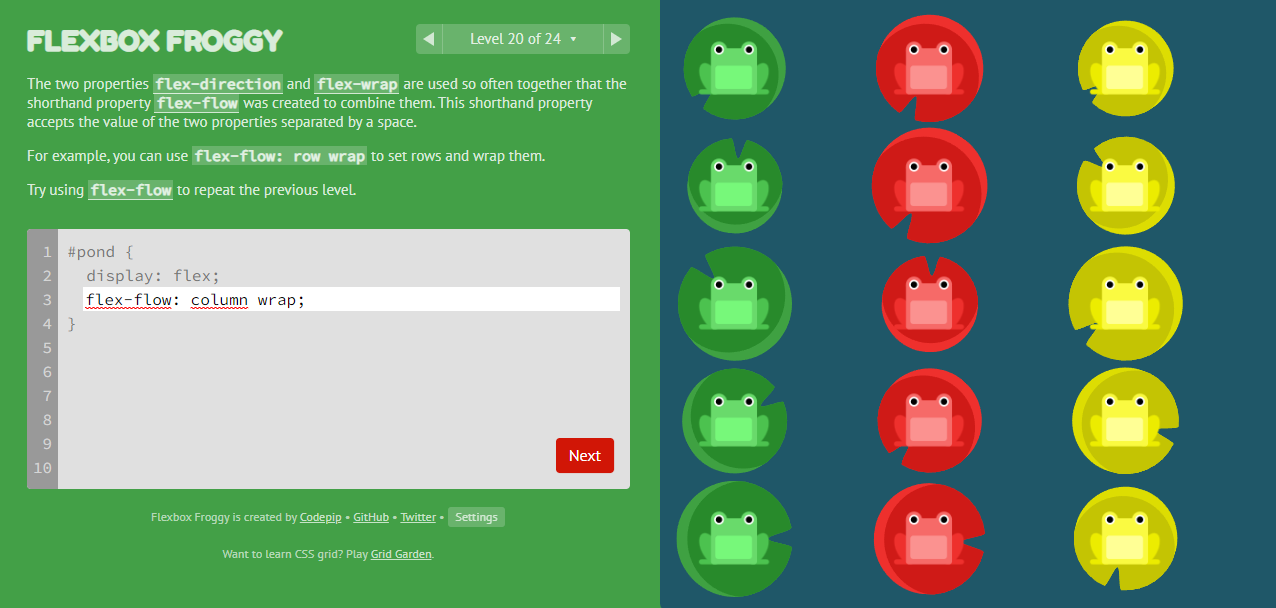 FLEXBOX FROGGY
Level 20 of 24
The two properties flex-direction and flex-wrap are used so often together that the
shorthand property flex-flow was created to combine them. This shorthand property
accepts the value of the two properties separated by a space.
For example, you can use flex-flow: row wrap to set rows and wrap them.
Try using flex-flow to repeat the previous level.
1 #pond {
2 display: flex;
3 flex-flow: column wrap;
4 }
5
6
7
8
9
10
Next
Flexbox Froggy is created by Codepip • GitHub • Twitter • Settings
Want to learn CSS grid? Play Grid Garden.